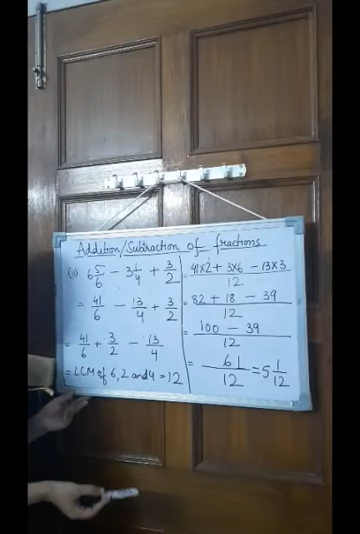 Addition/Subtraction of fractions
(1) 6 5/6 - 3 1/4 + 3/2
= 41/6 - 13/4 + 3/2
= 41/6 + 3/2 - 13/4
= LCM of 6, 2 and 4 = 12
= 41×2 + 3×6 - 13×3 / 12
= 82 + 18 - 39 / 12
= 100 - 39 / 12
= 61/12 = 5 1/12